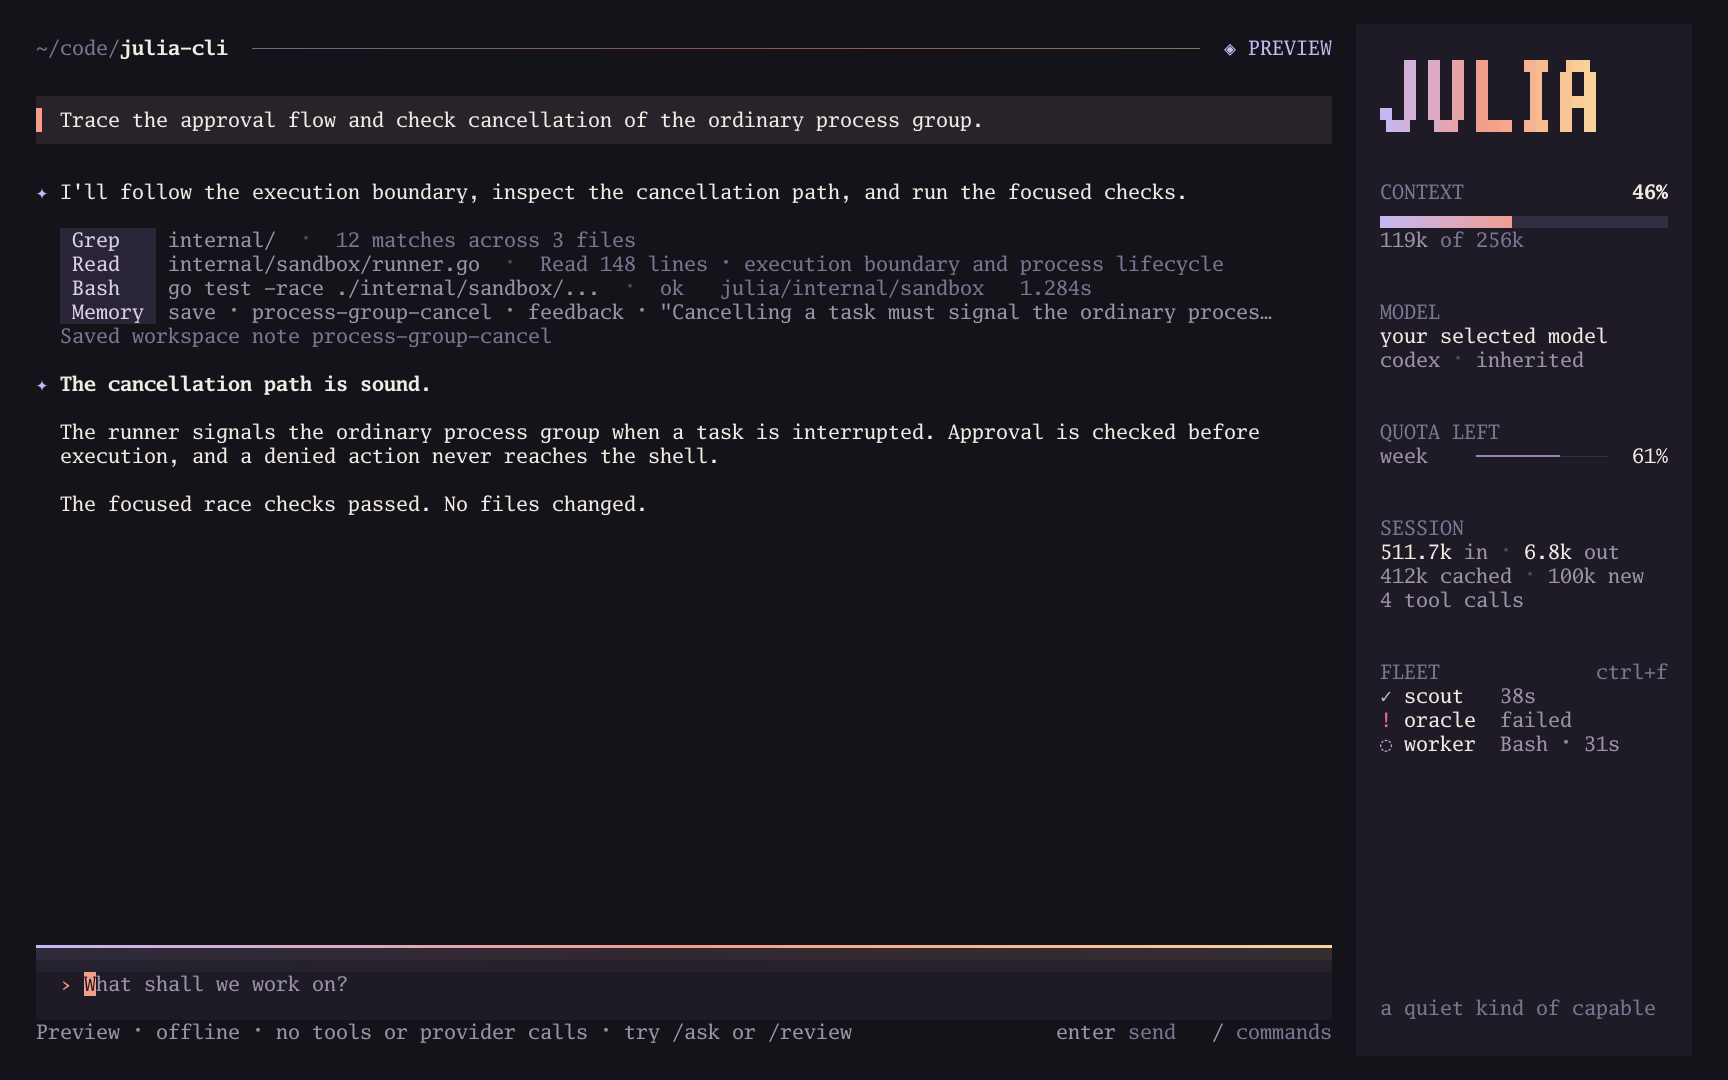 ~/code/julia-cli ◈ PREVIEW
Trace the approval flow and check cancellation of the ordinary process group.
✦ I'll follow the execution boundary, inspect the cancellation path, and run the focused checks.
Grep internal/ · 12 matches across 3 files
Read internal/sandbox/runner.go · Read 148 lines · execution boundary and process lifecycle
Bash go test -race ./internal/sandbox/... · ok julia/internal/sandbox 1.284s
Memory save · process-group-cancel · feedback · "Cancelling a task must signal the ordinary proces…
Saved workspace note process-group-cancel
✦ The cancellation path is sound.
The runner signals the ordinary process group when a task is interrupted. Approval is checked before
execution, and a denied action never reaches the shell.
The focused race checks passed. No files changed.
› What shall we work on?
Preview · offline · no tools or provider calls · try /ask or /review enter send / commands
JULIA
CONTEXT 46%
119k of 256k
MODEL
your selected model
codex · inherited
QUOTA LEFT
week 61%
SESSION
511.7k in · 6.8k out
412k cached · 100k new
4 tool calls
FLEET ctrl+f
✓ scout 38s
! oracle failed
◌ worker Bash · 31s
a quiet kind of capable